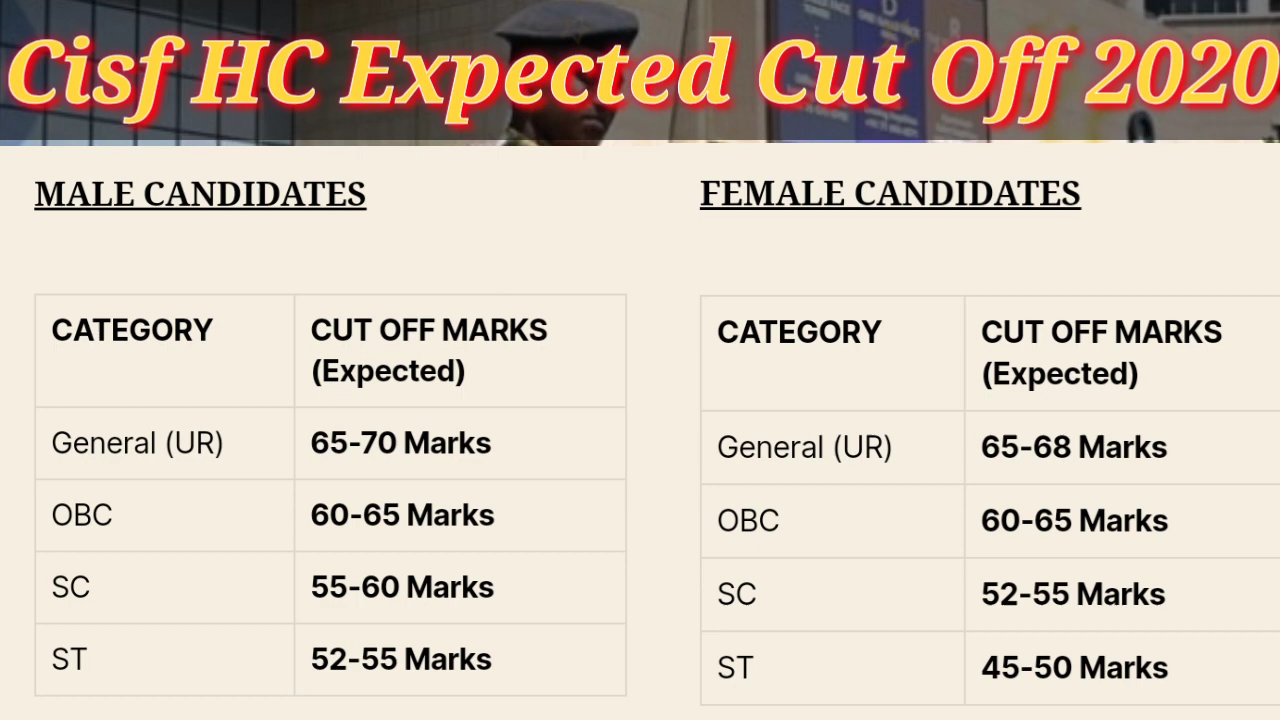 Cisf HC Expected Cut Off 2020
MALE CANDIDATES
CATEGORY CUT OFF MARKS
(Expected)
General (UR) 65-70 Marks
OBC 60-65 Marks
SC 55-60 Marks
ST 52-55 Marks
FEMALE CANDIDATES
CATEGORY CUT OFF MARKS
(Expected)
General (UR) 65-68 Marks
OBC 60-65 Marks
SC 52-55 Marks
ST 45-50 Marks